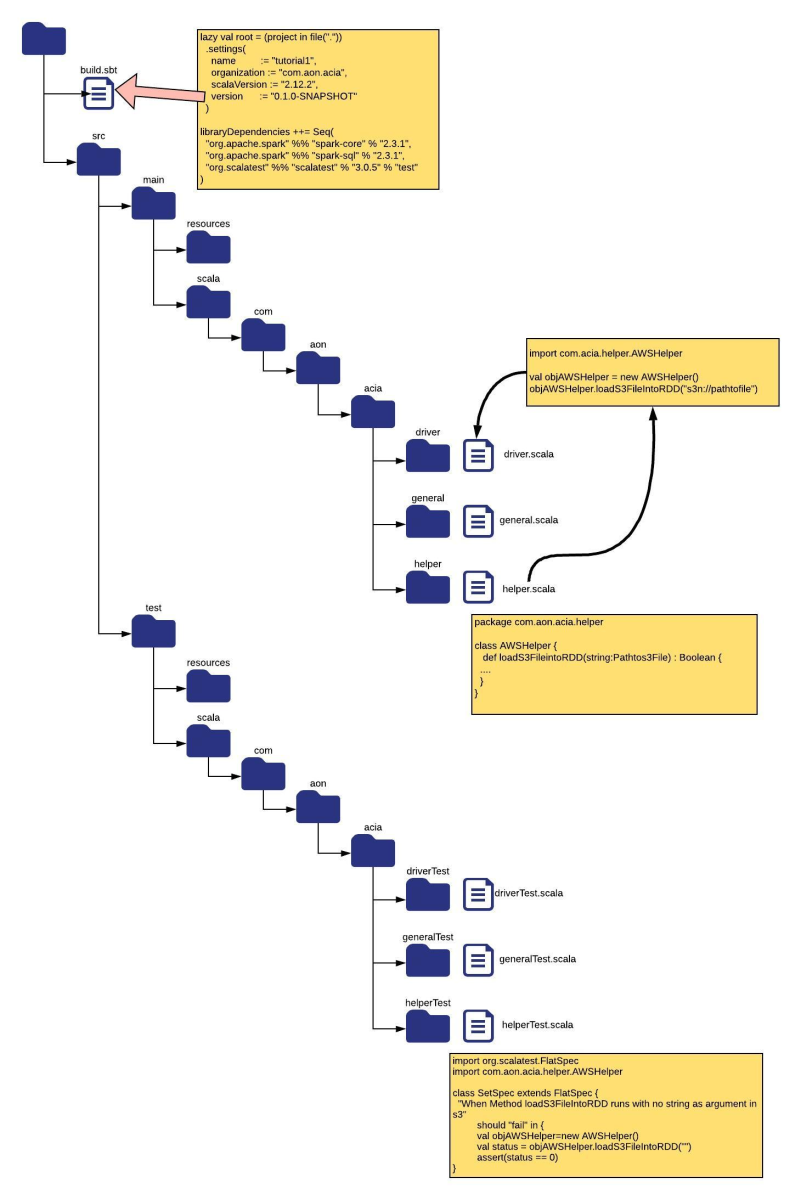 lazy val root = (project in file("."))
.settings(
name := "tutorial1",
organization := "com.aon.acia",
scalaVersion := "2.12.2",
version := "0.1.0-SNAPSHOT"
)
libraryDependencies ++= Seq(
"org.apache.spark" %% "spark-core" % "2.3.1",
"org.apache.spark" %% "spark-sql" % "2.3.1",
"org.scalatest" %% "scalatest" % "3.0.5" % "test"
)
build.sbt
src
main
resources
scala
com
aon
acia
import com.acia.helper.AWSHelper
val objAWSHelper = new AWSHelper()
objAWSHelper.loadS3FileIntoRDD("s3n://pathtofile")
driver
driver.scala
general
general.scala
helper
helper.scala
package com.aon.acia.helper
class AWSHelper {
def loadS3FileintoRDD(string:Pathtos3File) : Boolean {
....
}
}
test
resources
scala
com
aon
acia
driverTest
driverTest.scala
generalTest
generalTest.scala
helperTest
helperTest.scala
import org.scalatest.FlatSpec
import com.aon.acia.helper.AWSHelper
class SetSpec extends FlatSpec {
"When Method loadS3FileIntoRDD runs with no string as argument in
s3"
should "fail" in {
val objAWSHelper=new AWSHelper()
val status = objAWSHelper.loadS3FileIntoRDD("")
assert(status == 0)
}